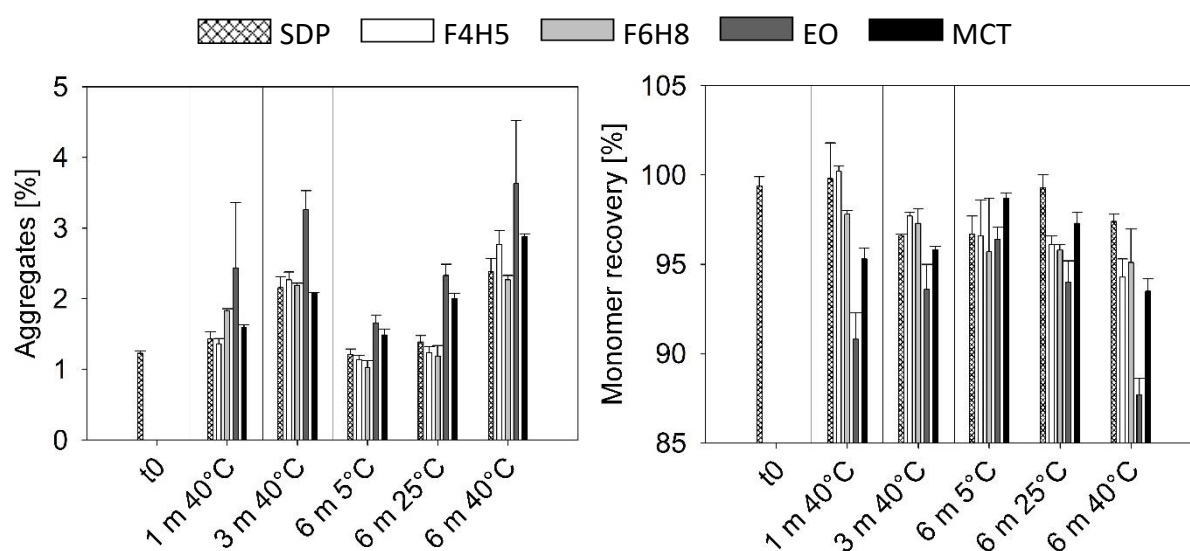 SDP F4H5 F6H8 EO MCT
Aggregates [%]
5
4
3
2
1
0
t0
1 m 40°C
3 m 40°C
6 m 5°C
6 m 25°C
6 m 40°C
Monomer recovery [%]
105
100
95
90
85
t0
1 m 40°C
3 m 40°C
6 m 5°C
6 m 25°C
6 m 40°C